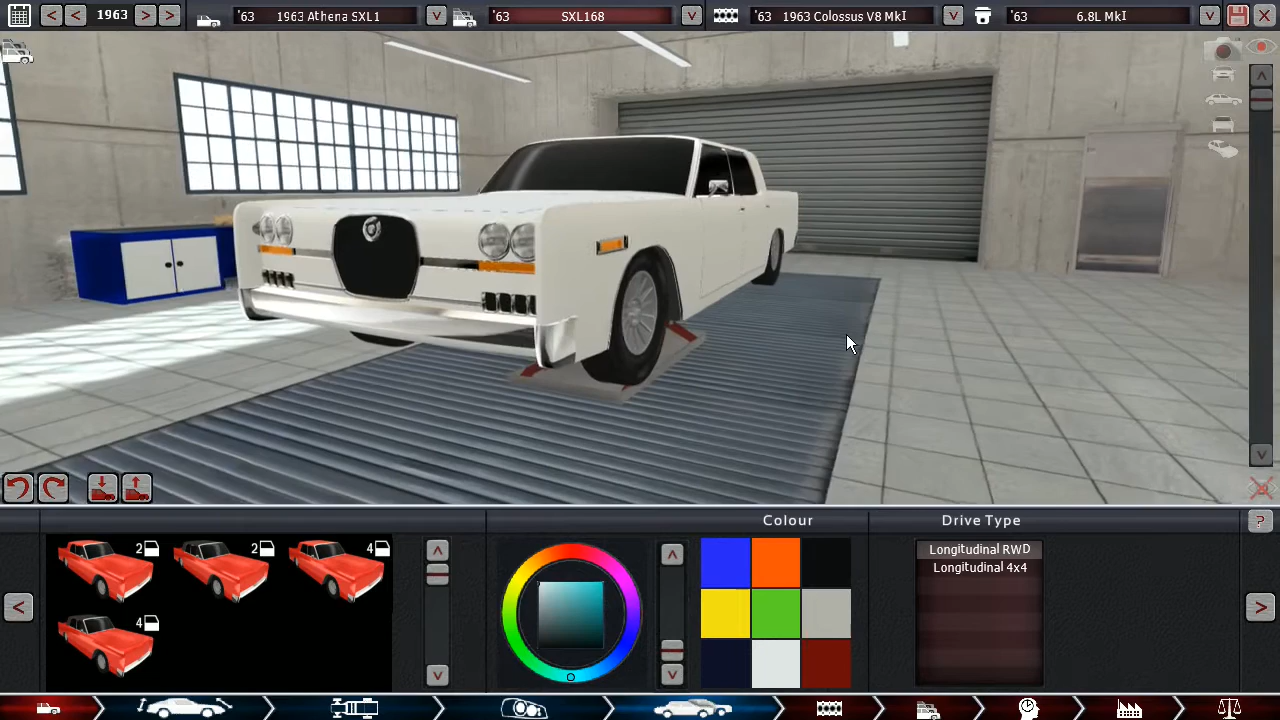 1963
'63 1963 Athena SXL1
'63 SXL168
'63 1963 Colossus V8 MkI
'63 6.8L MkI
Colour
Drive Type
2
2
4
4
Longitudinal RWD
Longitudinal 4x4
?